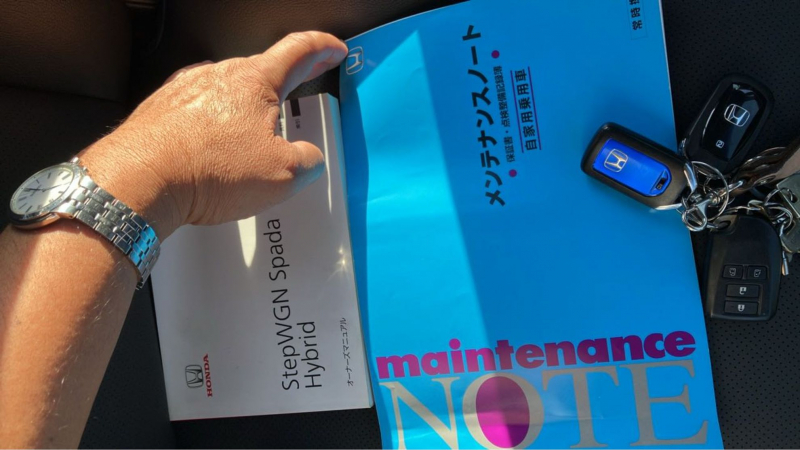 StepWGN Spada
Hybrid
オーナーズマニュアル
HONDA
メンテナンスノート
保証書・点検整備記録簿
自家用乗用車
maintenance
NOTE